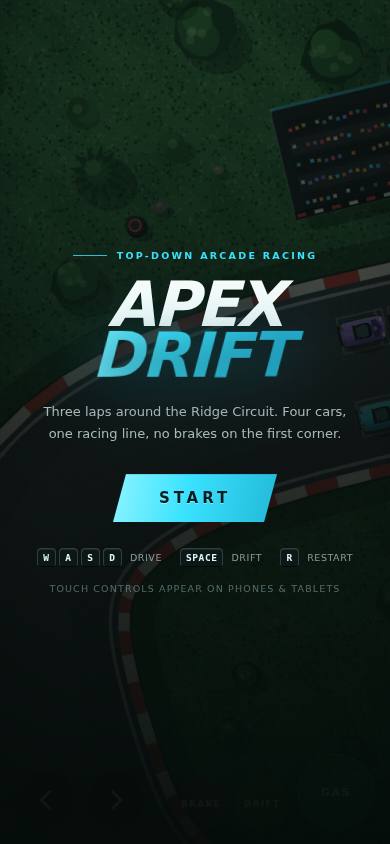 TOP-DOWN ARCADE RACING
APEX
DRIFT
Three laps around the Ridge Circuit. Four cars,
one racing line, no brakes on the first corner.
START
W A S D DRIVE SPACE DRIFT R RESTART
TOUCH CONTROLS APPEAR ON PHONES & TABLETS
BRAKE DRIFT GAS